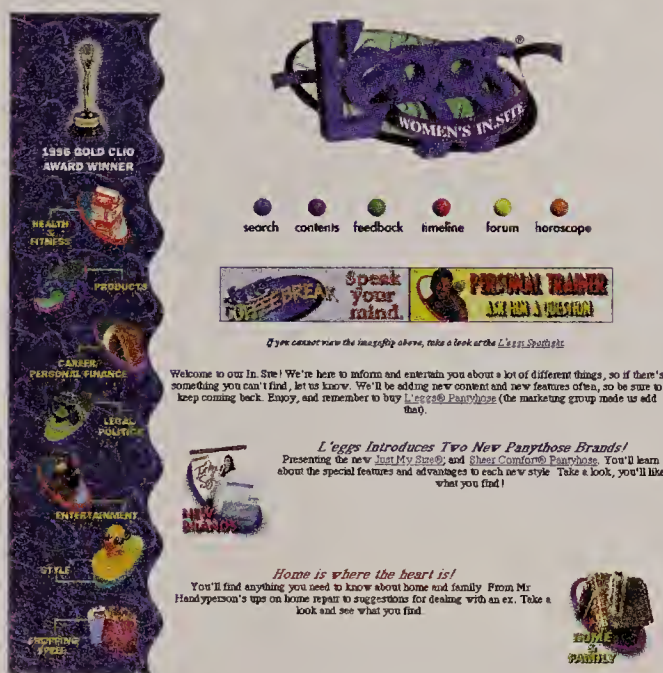 1996 GOLD CLIO
AWARD WINNER
HEALTH
&
FITNESS
PRODUCTS
CAREER/
PERSONAL FINANCE
LEGAL
POLITICS
ENTERTAINMENT
STYLE
SHOPPING
SPREE
L'eggs®
WOMEN'S IN.SITE
search contents feedback timeline forum horoscope
COFFEE BREAK
Speak
your
mind.
PERSONAL TRAINER
ASK HIM A QUESTION
If you cannot view the imageflip above, take a look at the L'eggs Spotlight.
Welcome to our In. Site! We're here to inform and entertain you about a lot of different things, so if there's
something you can't find, let us know. We'll be adding new content and new features often, so be sure to
keep coming back. Enjoy, and remember to buy L'eggs® Pantyhose (the marketing group made us add
that).
L'eggs Introduces Two New Panythose Brands!
Presenting the new Just My Size®, and Sheer Comfort® Pantyhose. You'll learn
about the special features and advantages to each new style. Take a look, you'll like
what you find!
NEW
BRANDS
Home is where the heart is!
You'll find anything you need to know about home and family. From Mr
Handyperson's tips on home repair to suggestions for dealing with an ex. Take a
look and see what you find.
HOME
&
FAMILY